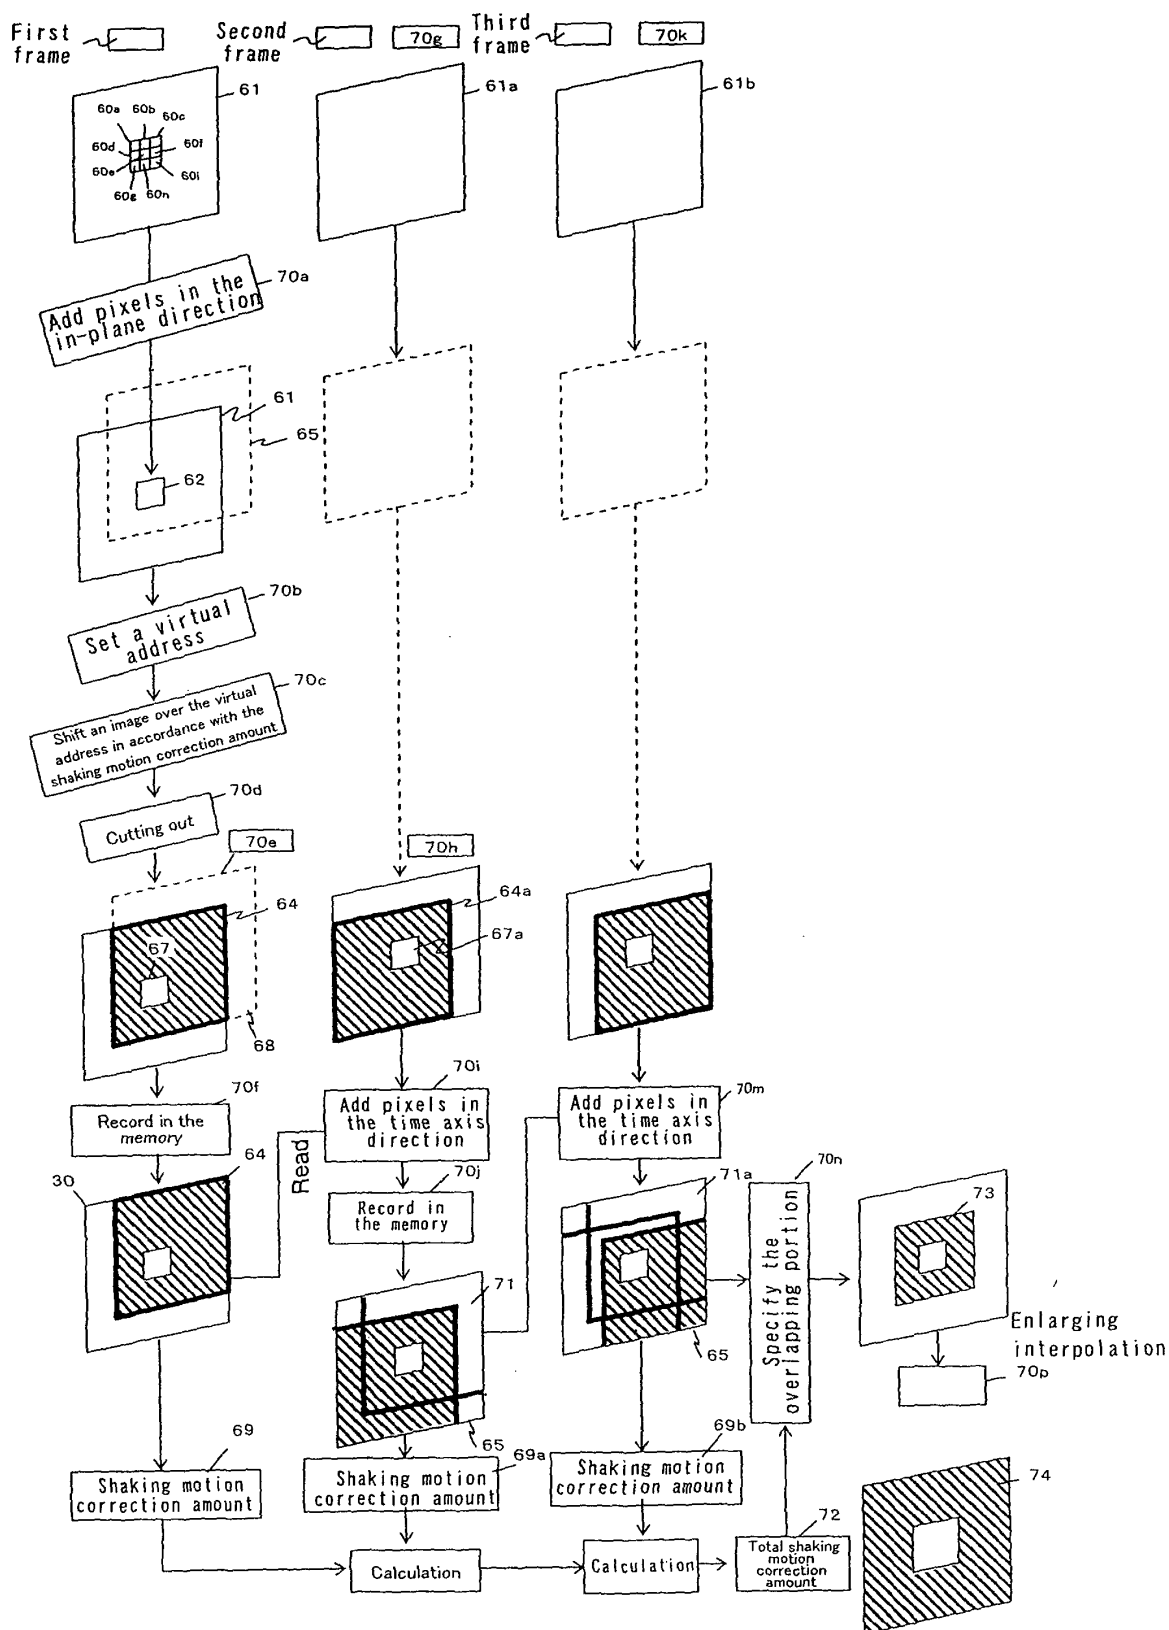 First
frame
Second
frame
70g
Third
frame
70k
61
60a
60b
60c
60d
60f
60e
60i
60g
60n
61a
61b
Add pixels in the
in-plane direction
70a
61
65
62
70b
Set a virtual
address
70c
Shift an image over the virtual
address in accordance with the
shaking motion correction amount
70d
Cutting out
70e
70h
64
67
68
64a
67a
70f
Record in the
memory
70i
Add pixels in
the time axis
direction
70m
Add pixels in
the time axis
direction
Read
30
64
70j
Record in
the memory
71
65
71a
65
70n
Specify the
overlapping portion
73
Enlarging
interpolation
70p
69
Shaking motion
correction amount
69a
Shaking motion
correction amount
69b
Shaking motion
correction amount
74
Calculation
Calculation
72
Total shaking
motion
correction
amount